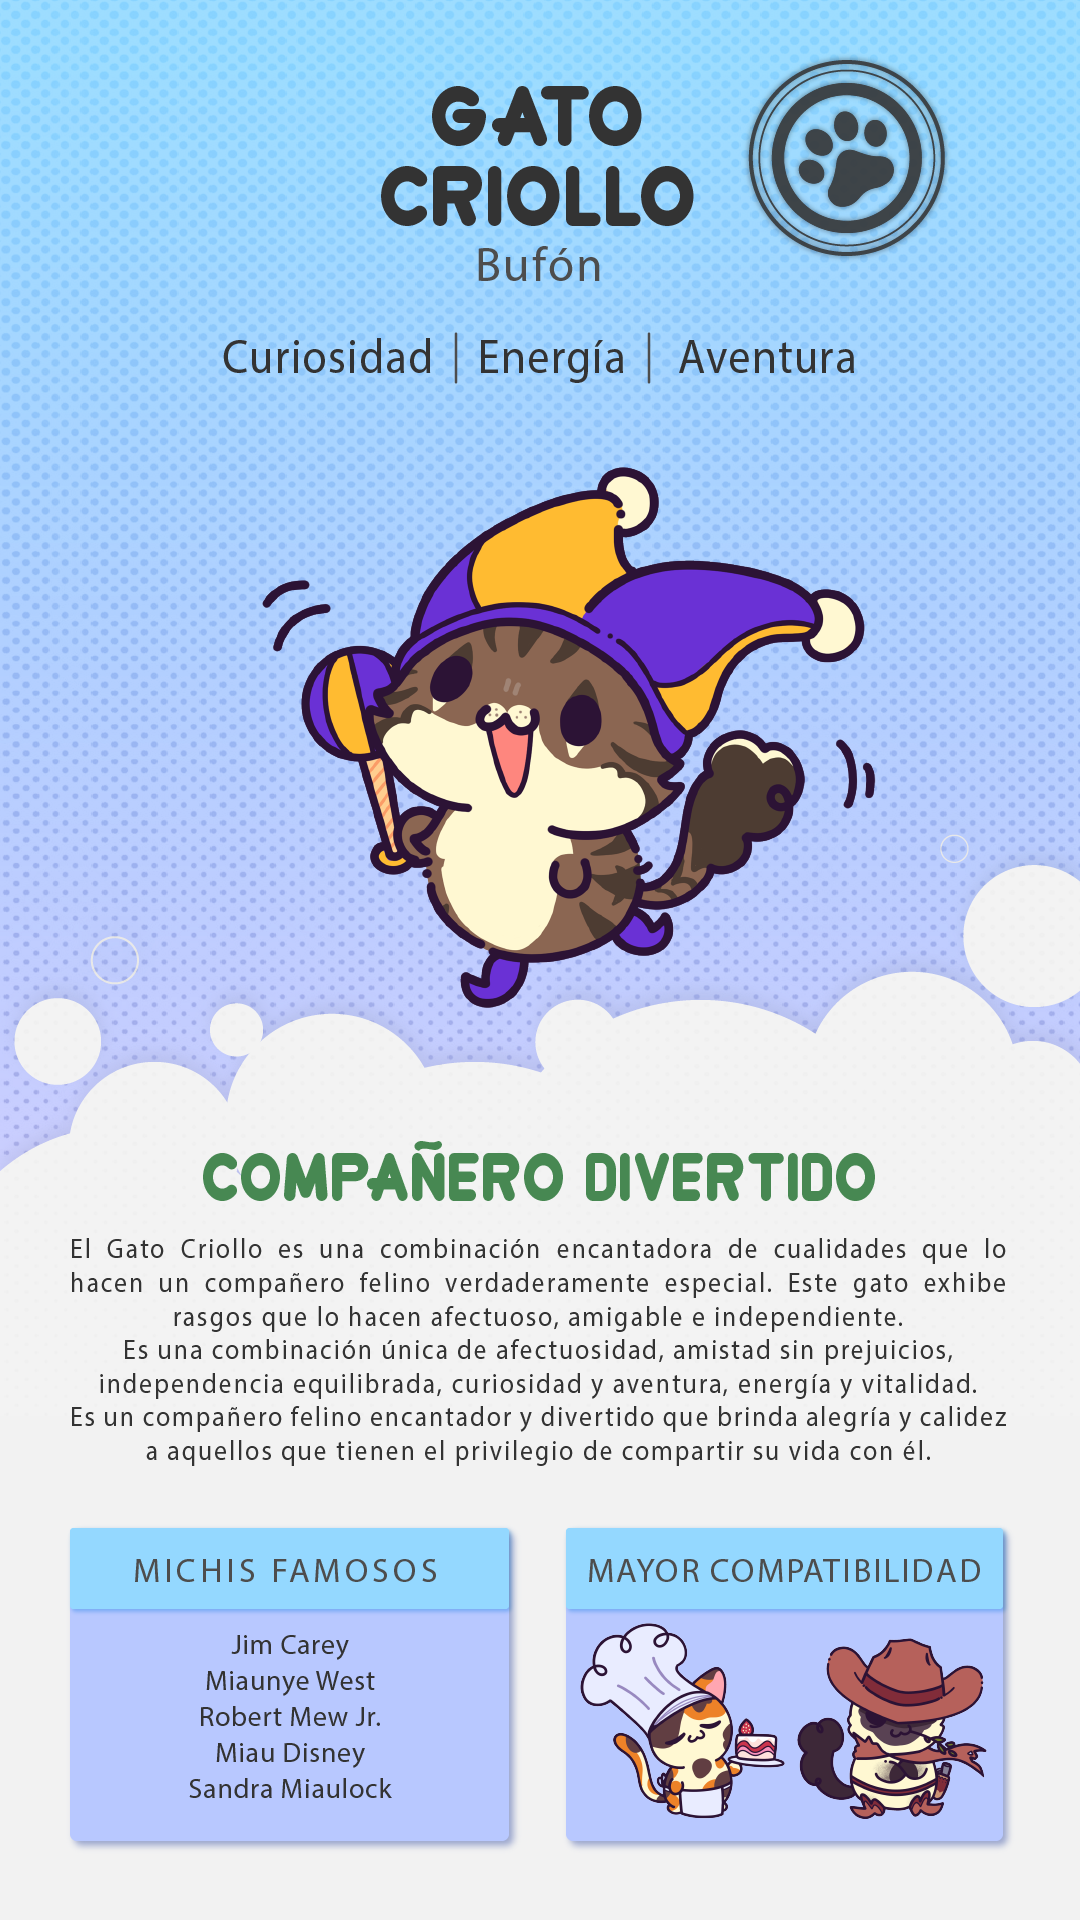 GATO
CRIOLLO
Bufón
Curiosidad | Energía | Aventura
COMPAÑERO DIVERTIDO
El Gato Criollo es una combinación encantadora de cualidades que lo
hacen un compañero felino verdaderamente especial. Este gato exhibe
rasgos que lo hacen afectuoso, amigable e independiente.
Es una combinación única de afectuosidad, amistad sin prejuicios,
independencia equilibrada, curiosidad y aventura, energía y vitalidad.
Es un compañero felino encantador y divertido que brinda alegría y calidez
a aquellos que tienen el privilegio de compartir su vida con él.
MICHIS FAMOSOS
Jim Carey
Miaunye West
Robert Mew Jr.
Miau Disney
Sandra Miaulock
MAYOR COMPATIBILIDAD